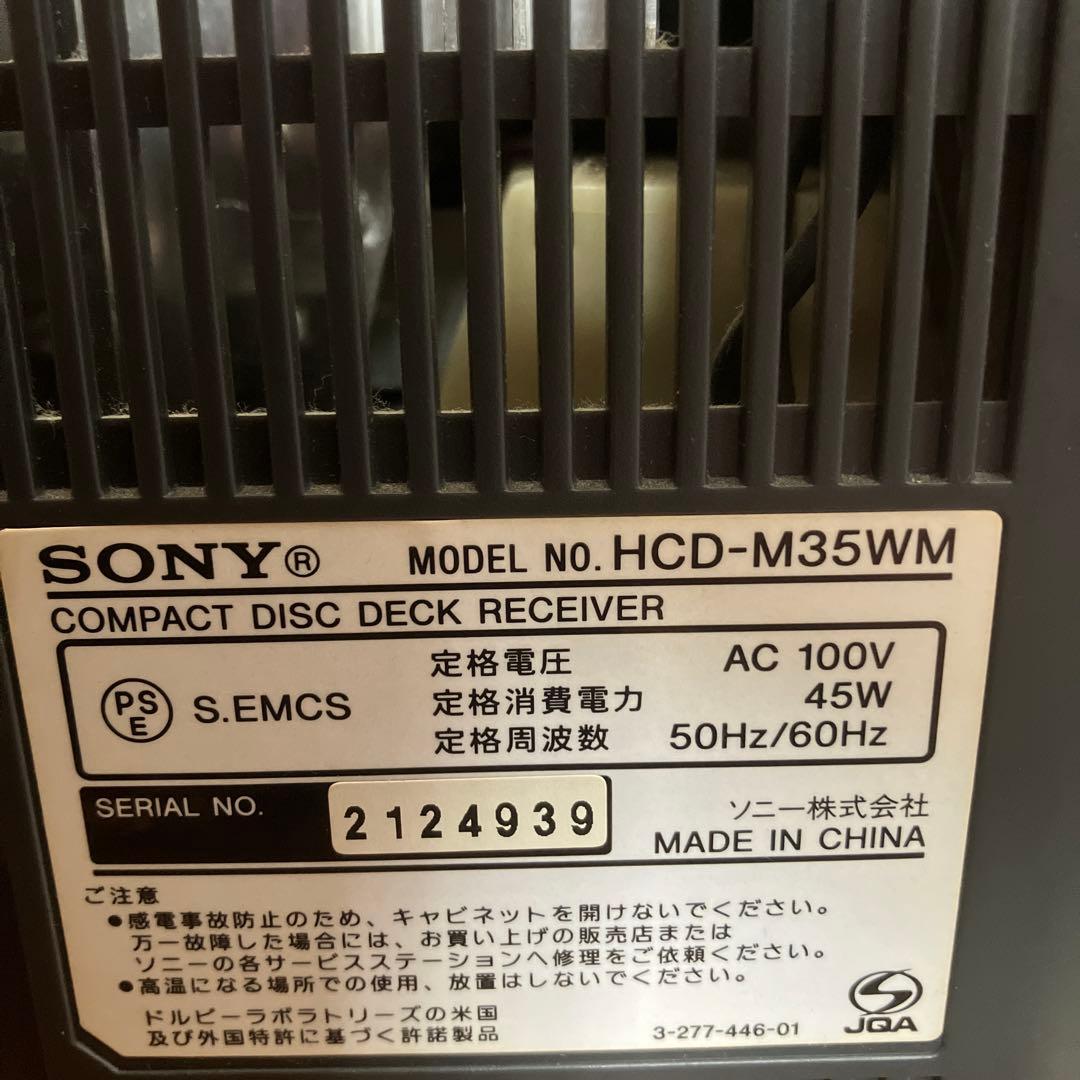 SONY® MODEL NO. HCD-M35WM
COMPACT DISC DECK RECEIVER
PSE S.EMCS
定格電圧 AC 100V
定格消費電力 45W
定格周波数 50Hz/60Hz
SERIAL NO. 2124939
ソニー株式会社
MADE IN CHINA
ご注意
●感電事故防止のため、キャビネットを開けないでください。
万一故障した場合には、お買い上げの販売店または
ソニーの各サービスステーションへ修理をご依頼ください。
●高温になる場所での使用、放置はしないでください。
ドルビーラボラトリーズの米国
及び外国特許に基づく許諾製品
3-277-446-01
JQA